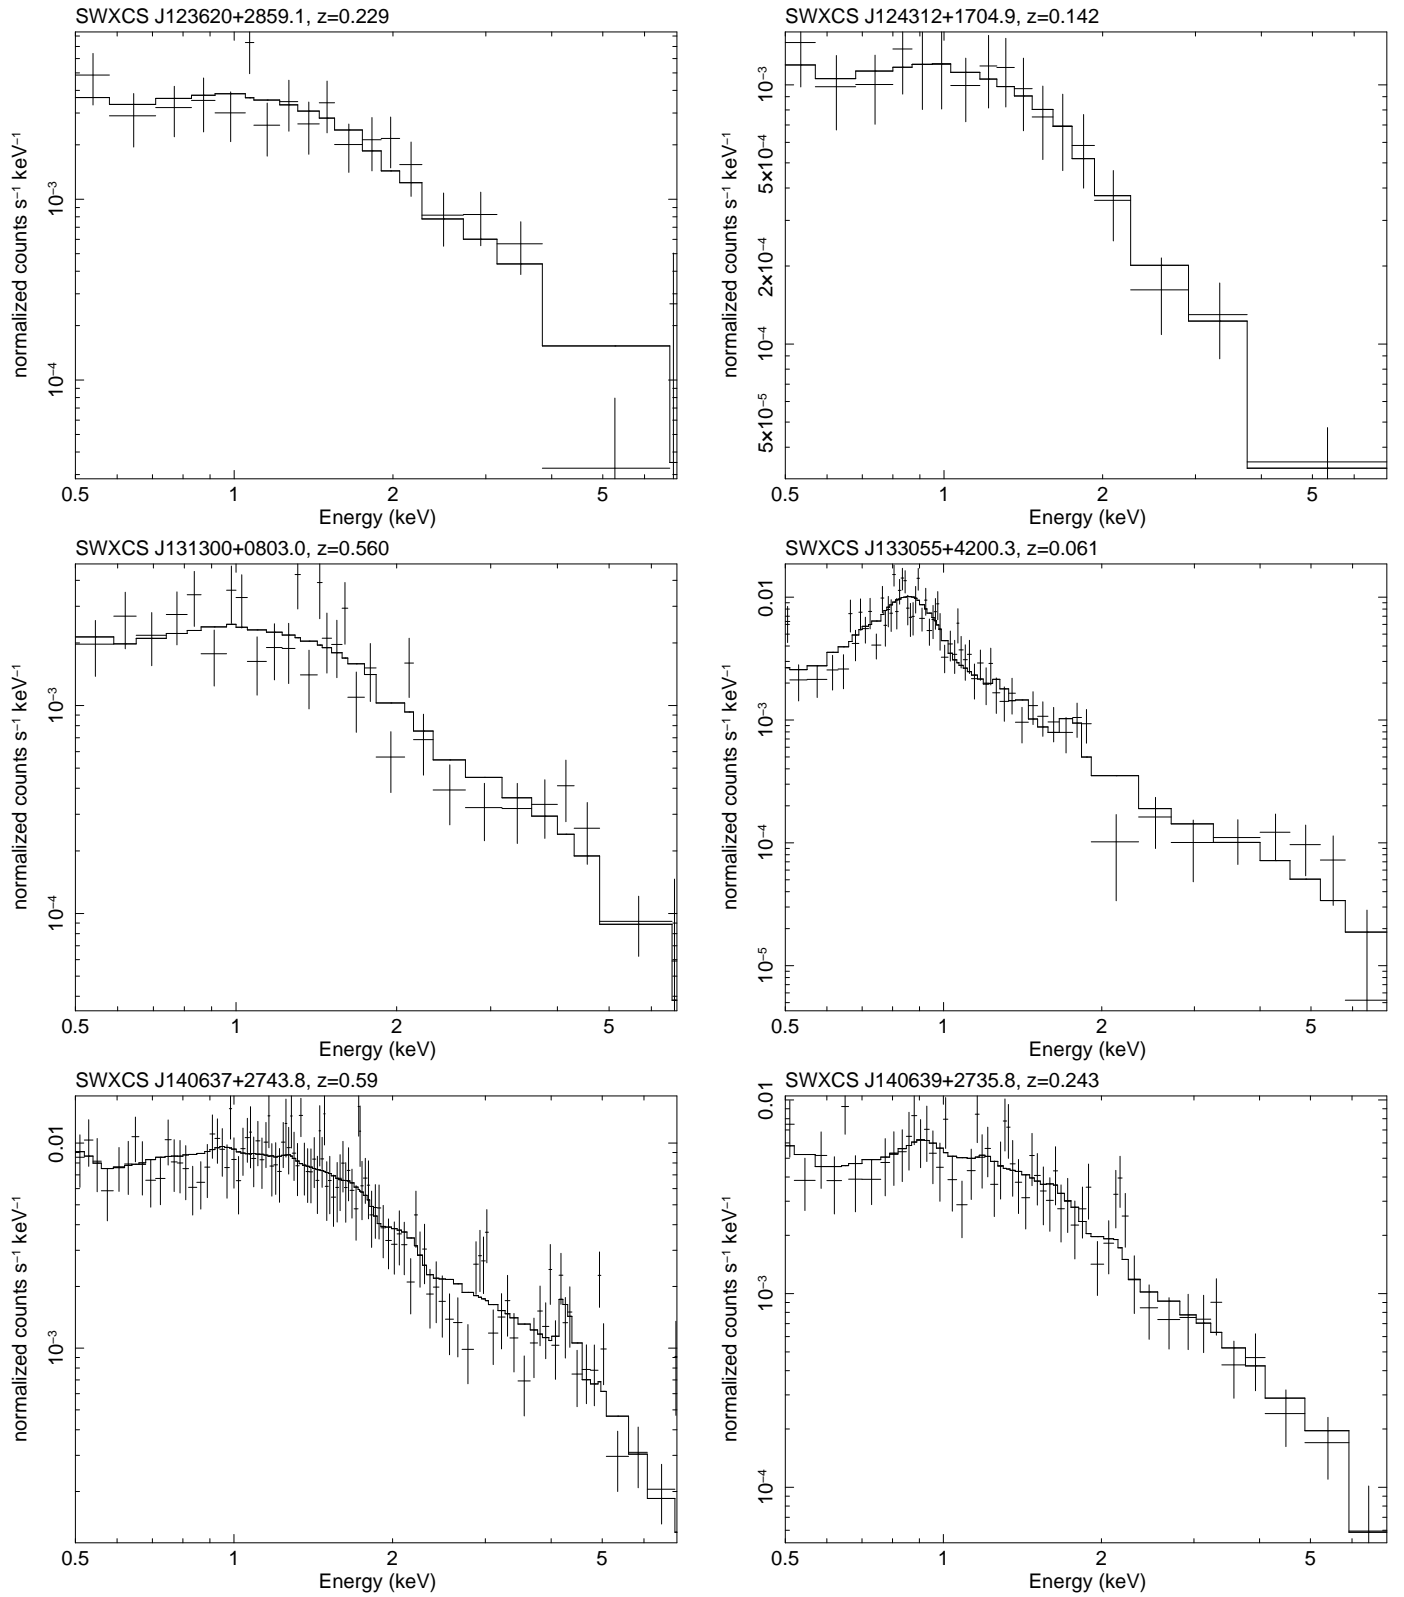 SWXCS J123620+2859.1, z=0.229
normalized counts s⁻¹ keV⁻¹
10⁻³
10⁻⁴
0.5 1 2 5
Energy (keV)
SWXCS J124312+1704.9, z=0.142
normalized counts s⁻¹ keV⁻¹
10⁻³
5×10⁻⁴
2×10⁻⁴
10⁻⁴
5×10⁻⁵
0.5 1 2 5
Energy (keV)
SWXCS J131300+0803.0, z=0.560
normalized counts s⁻¹ keV⁻¹
10⁻³
10⁻⁴
0.5 1 2 5
Energy (keV)
SWXCS J133055+4200.3, z=0.061
normalized counts s⁻¹ keV⁻¹
0.01
10⁻³
10⁻⁴
10⁻⁵
0.5 1 2 5
Energy (keV)
SWXCS J140637+2743.8, z=0.59
normalized counts s⁻¹ keV⁻¹
0.01
10⁻³
0.5 1 2 5
Energy (keV)
SWXCS J140639+2735.8, z=0.243
normalized counts s⁻¹ keV⁻¹
0.01
10⁻³
10⁻⁴
0.5 1 2 5
Energy (keV)